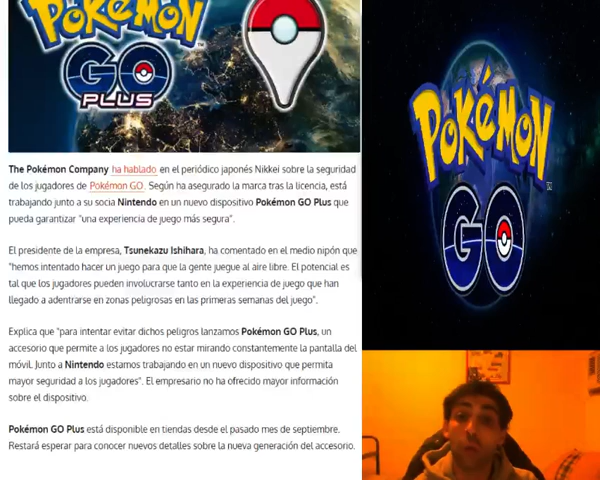 POKÉMON
GO
PLUS
The Pokémon Company ha hablado en el periódico japonés Nikkei sobre la seguridad
de los jugadores de Pokémon GO. Según ha asegurado la marca tras la licencia, está
trabajando junto a su socia Nintendo en un nuevo dispositivo Pokémon GO Plus que
pueda garantizar "una experiencia de juego más segura".
El presidente de la empresa, Tsunekazu Ishihara, ha comentado en el medio nipón que
"hemos intentado hacer un juego para que la gente juegue al aire libre. El potencial es
tal que los jugadores pueden involucrarse tanto en la experiencia de juego que han
llegado a adentrarse en zonas peligrosas en las primeras semanas del juego".
Explica que "para intentar evitar dichos peligros lanzamos Pokémon GO Plus, un
accesorio que permite a los jugadores no estar mirando constantemente la pantalla del
móvil. Junto a Nintendo estamos trabajando en un nuevo dispositivo que permita
mayor seguridad a los jugadores". El empresario no ha ofrecido mayor información
sobre el dispositivo.
Pokémon GO Plus está disponible en tiendas desde el pasado mes de septiembre.
Restará esperar para conocer nuevos detalles sobre la nueva generación del accesorio.
POKÉMON
GO